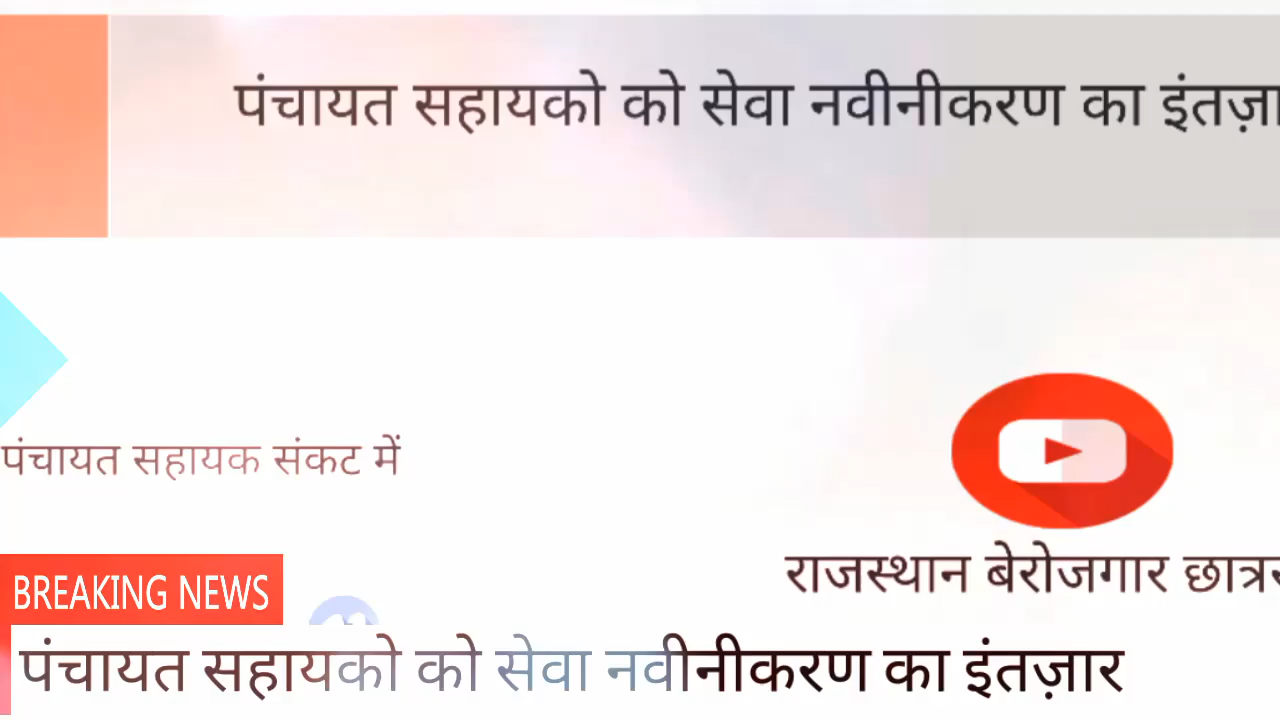 पंचायत सहायको को सेवा नवीनीकरण का
पंचायत सहायक संकट में
राजस्थान बेरोजगार
BREAKING NEWS
पंचायत सहायको को सेवा नवीनीकरण का इंतज़ार